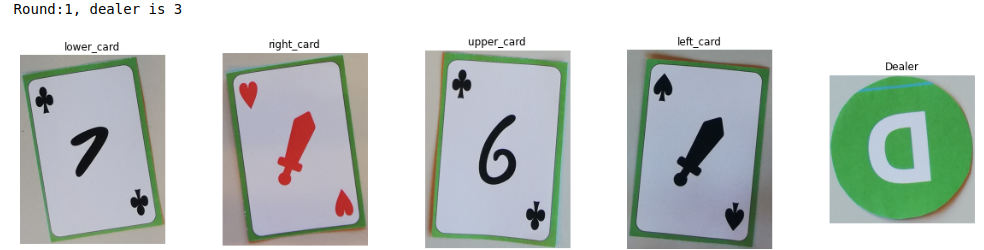 Round:1, dealer is 3
lower_card
right_card
upper_card
left_card
Dealer
7
6
D